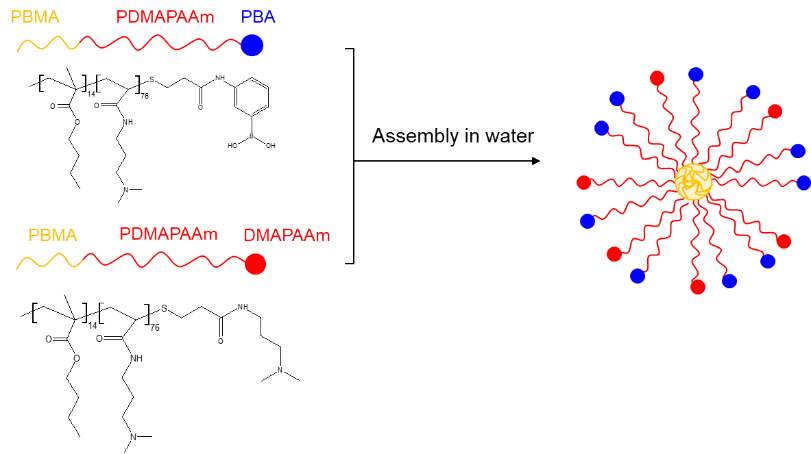 PBMA PDMAPAAm PBA
14
76
S
NH
O
O
O
O
NH
B
HO
OH
N
Assembly in water
PBMA PDMAPAAm DMAPAAm
14
76
S
NH
O
O
O
O
NH
N
N